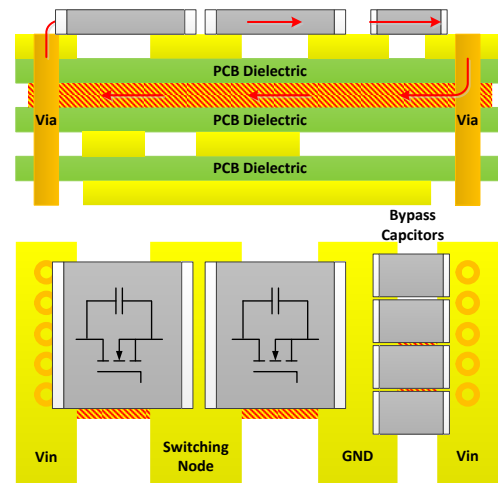 PCB Dielectric
Via
PCB Dielectric
Via
PCB Dielectric
Bypass
Capcitors
Vin
Switching
Node
GND
Vin